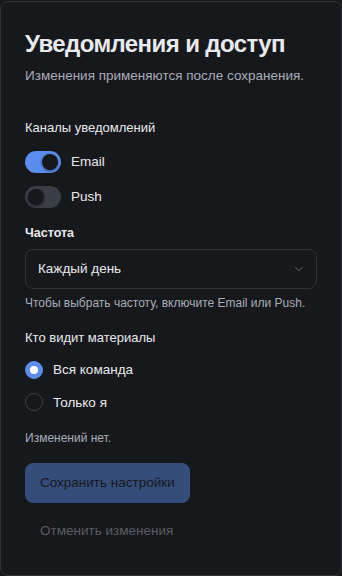 Уведомления и доступ
Изменения применяются после сохранения.
Каналы уведомлений
Email
Push
Частота
Каждый день
Чтобы выбрать частоту, включите Email или Push.
Кто видит материалы
Вся команда
Только я
Изменений нет.
Сохранить настройки
Отменить изменения